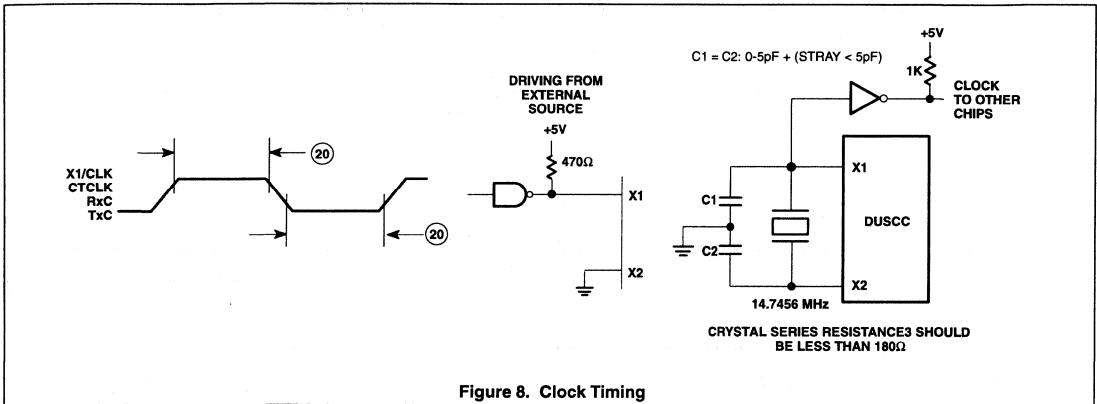 X1/CLK
CTCLK
RxC
TxC
20
20
DRIVING FROM
EXTERNAL
SOURCE
+5V
470Ω
X1
X2
C1 = C2: 0-5pF + (STRAY < 5pF)
+5V
1K
CLOCK
TO OTHER
CHIPS
X1
C1
DUSCC
C2
X2
14.7456 MHz
CRYSTAL SERIES RESISTANCE3 SHOULD
BE LESS THAN 180Ω
Figure 8. Clock Timing